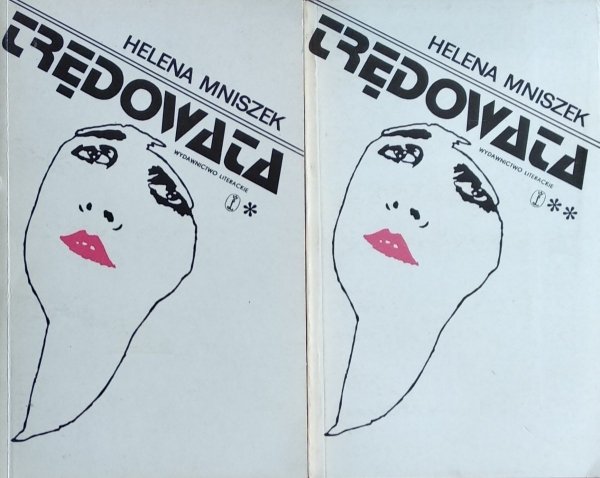 HELENA MNISZEK
TRĘDOWATA
WYDAWNICTWO LITERACKIE
*
HELENA MNISZEK
TRĘDOWATA
WYDAWNICTWO LITERACKIE
**